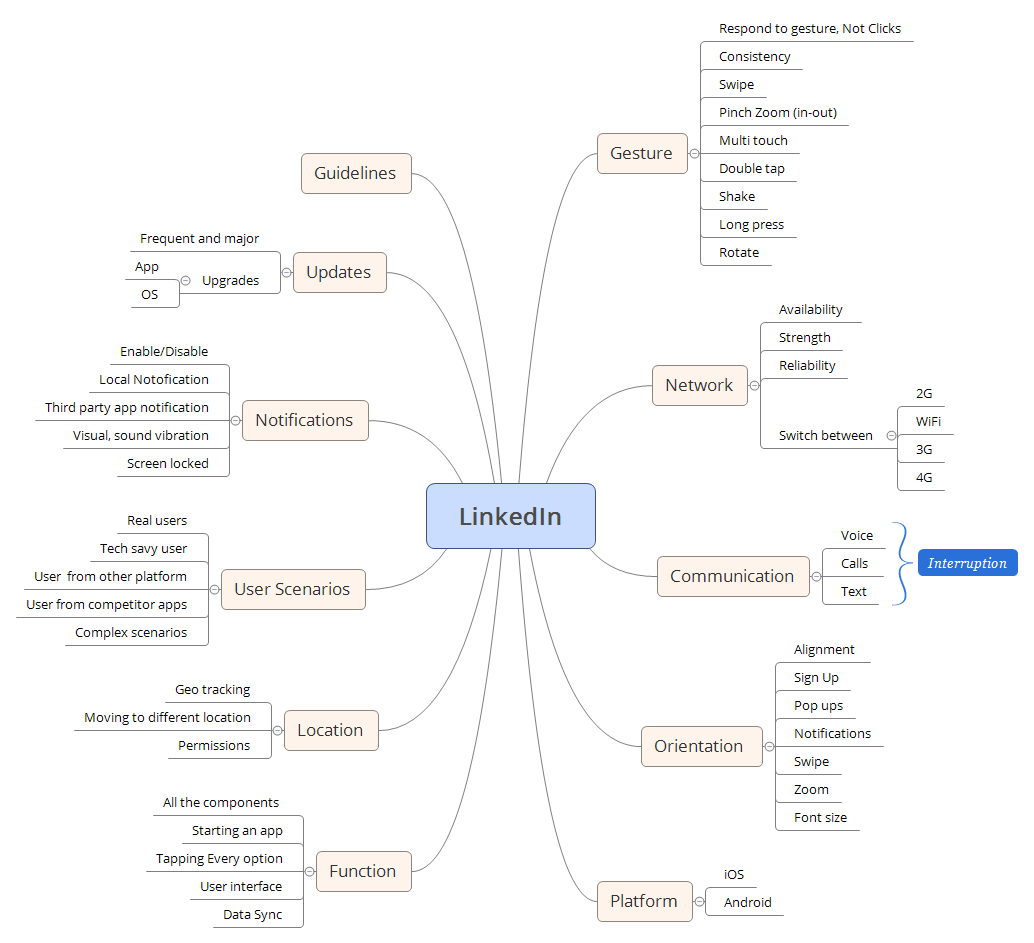 LinkedIn
Gesture
Respond to gesture, Not Clicks
Consistency
Swipe
Pinch Zoom (in-out)
Multi touch
Double tap
Shake
Long press
Rotate
Network
Availability
Strength
Reliability
Switch between
2G
WiFi
3G
4G
Communication
Voice
Calls
Text
Interruption
Orientation
Alignment
Sign Up
Pop ups
Notifications
Swipe
Zoom
Font size
Platform
iOS
Android
Guidelines
Updates
Frequent and major
Upgrades
App
OS
Notifications
Enable/Disable
Local Notofication
Third party app notification
Visual, sound vibration
Screen locked
User Scenarios
Real users
Tech savy user
User  from other platform
User from competitor apps
Complex scenarios
Location
Geo tracking
Moving to different location
Permissions
Function
All the components
Starting an app
Tapping Every option
User interface
Data Sync